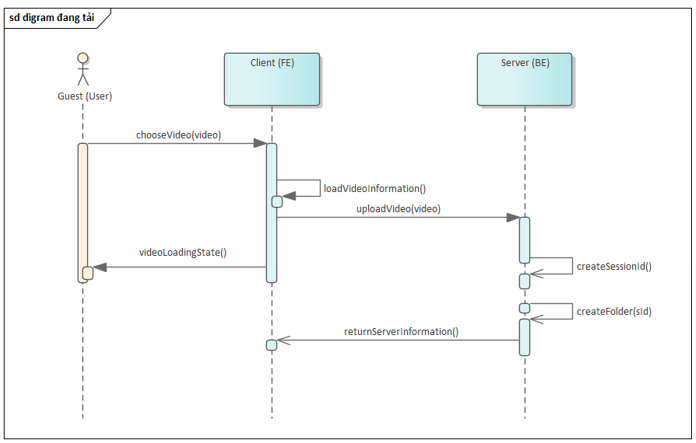 sd dìgram đang tải
Client (FE)
Server (BE)
Guest (User)
chooseVideo(video)
loadVideoInformation()
uploadVideo(video)
videoLoadingState()
createSessionId()
createFolder(sId)
returnServerInformation()